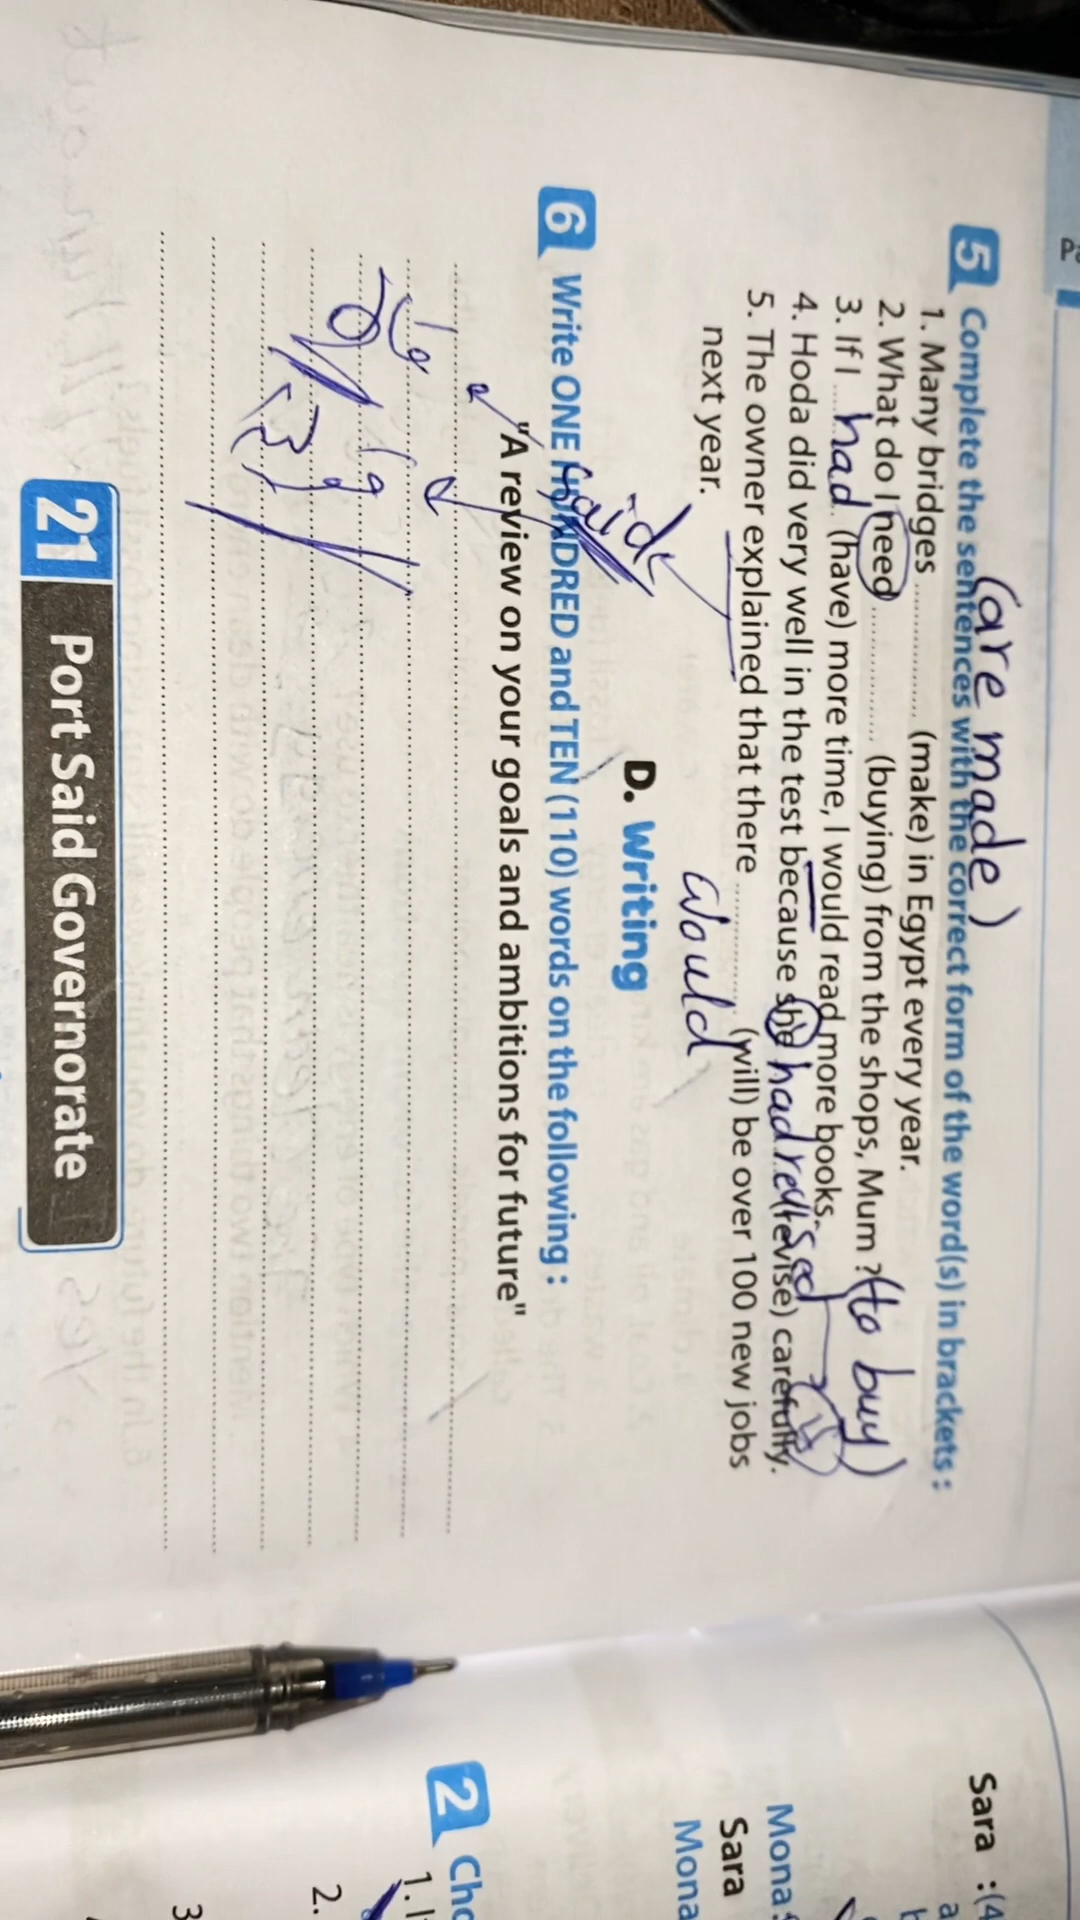 (are made)
5 Complete the sentences with the correct form of the word(s) in brackets :
1. Many bridges ............... (make) in Egypt every year.
2. What do I need ............... (buying) from the shops, Mum ? (to buy)
3. If I .... had (have) more time, I would read more books.
4. Hoda did very well in the test because she had revised (revise) carefully.
5. The owner explained that there ............... (will) be over 100 new jobs
next year.
would
said
D. Writing
6 Write ONE HUNDRED and TEN (110) words on the following :
"A review on your goals and ambitions for future"
21 Port Said Governorate
Sara :(4
Mona
Sara
Mona
2 Cho
1. I
2.
3